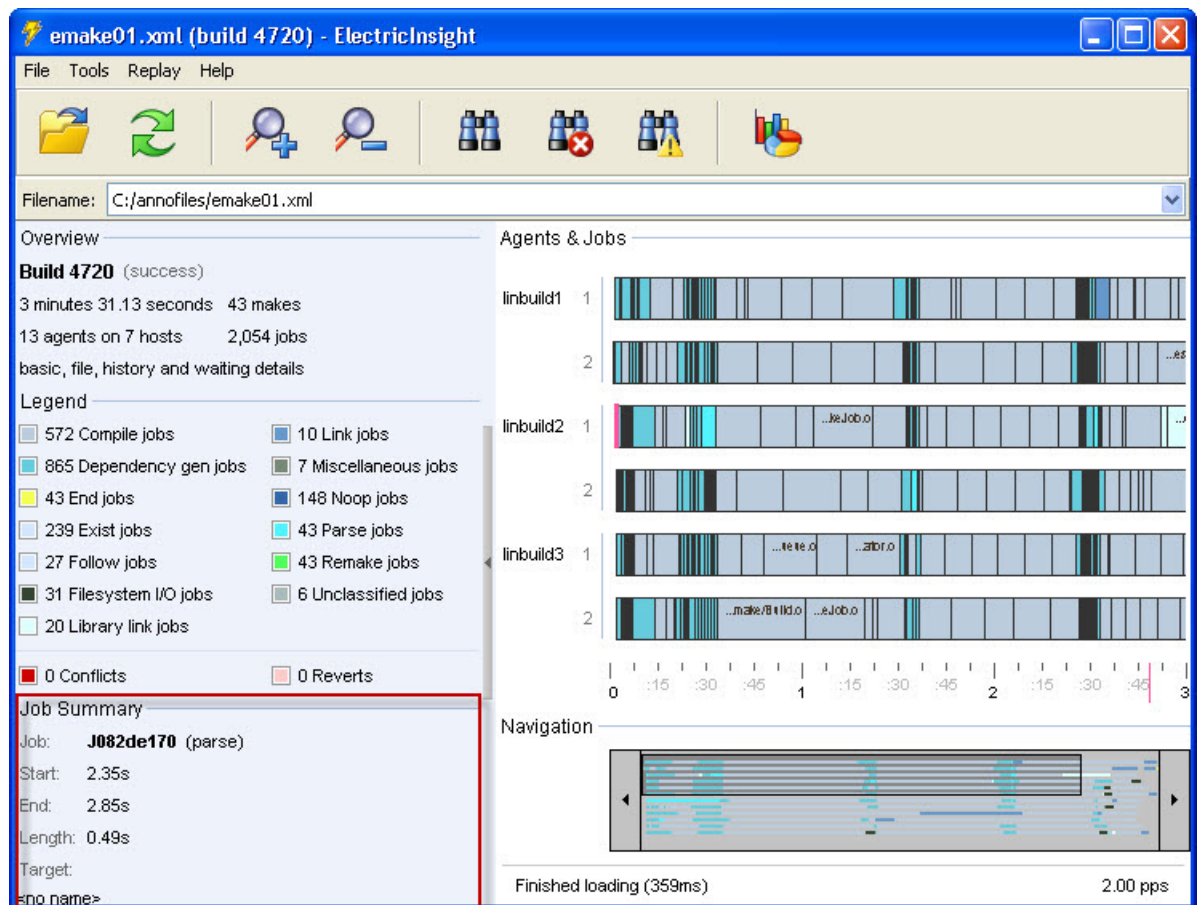 emake01.xml (build 4720) - ElectricInsight
File Tools Replay Help
Filename: C:/annofiles/emake01.xml
Overview
Build 4720 (success)
3 minutes 31.13 seconds 43 makes
13 agents on 7 hosts 2,054 jobs
basic, file, history and waiting details
Legend
572 Compile jobs 10 Link jobs
865 Dependency gen jobs 7 Miscellaneous jobs
43 End jobs 148 Noop jobs
239 Exist jobs 43 Parse jobs
27 Follow jobs 43 Remake jobs
31 Filesystem I/O jobs 6 Unclassified jobs
20 Library link jobs
0 Conflicts 0 Reverts
Job Summary
Job: J082de170 (parse)
Start: 2.35s
End: 2.85s
Length: 0.49s
Target:
<no name>
Agents & Jobs
linbuild1 1
2 ...es
linbuild2 1 ...keJob.o
2
linbuild3 1 ...ator.o
2 ...make/Build.o ...eJob.o
0 :15 :30 :45 1 :15 :30 :45 2 :15 :30 :45 3
Navigation
Finished loading (359ms) 2.00 pps